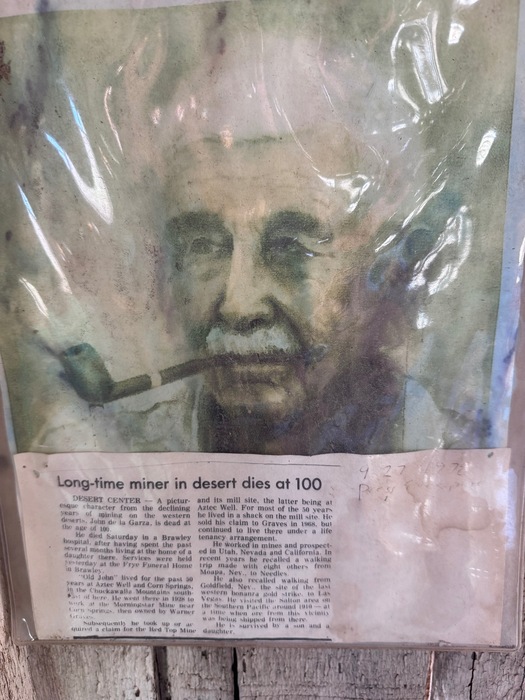 Long-time miner in desert dies at 100
DESERT CENTER — A pictur-
esque character from the declining
years of mining on the western
deserts, John de la Garza, is dead at
the age of 100.
He died Saturday in a Brawley
hospital, after having spent the past
several months living at the home of a
daughter there. Services were held
yesterday at the Frye Funeral Home
in Brawley.
"Old John" lived for the past 50
years at Aztec Well and Corn Springs,
in the Chuckawalla Mountains south-
of here. He went there in 1928 to
work at the Morningstar Mine near
Corn Springs, then owned by Warner
Subsequently he took up or ac-
quired a claim for the Red Top Mine
and its mill site, the latter being at
Aztec Well. For most of the 50 years
he lived in a shack on the mill site. He
sold his claim to Graves in 1968, but
continued to live there under a life
tenancy arrangement.
He worked in mines and prospect-
ed in Utah, Nevada and California. In
recent years he recalled a walking
trip made with eight others from
Moapa, Nev., to Needles.
He also recalled walking from
Goldfield, Nev., the site of the last
western bonanza gold strike, to Las
Vegas. He visited the Salton area on
the Southern Pacific around 1910 — at
a time when ore from this
was being shipped from there.
He is survived by a son and a
daughter.
9 27